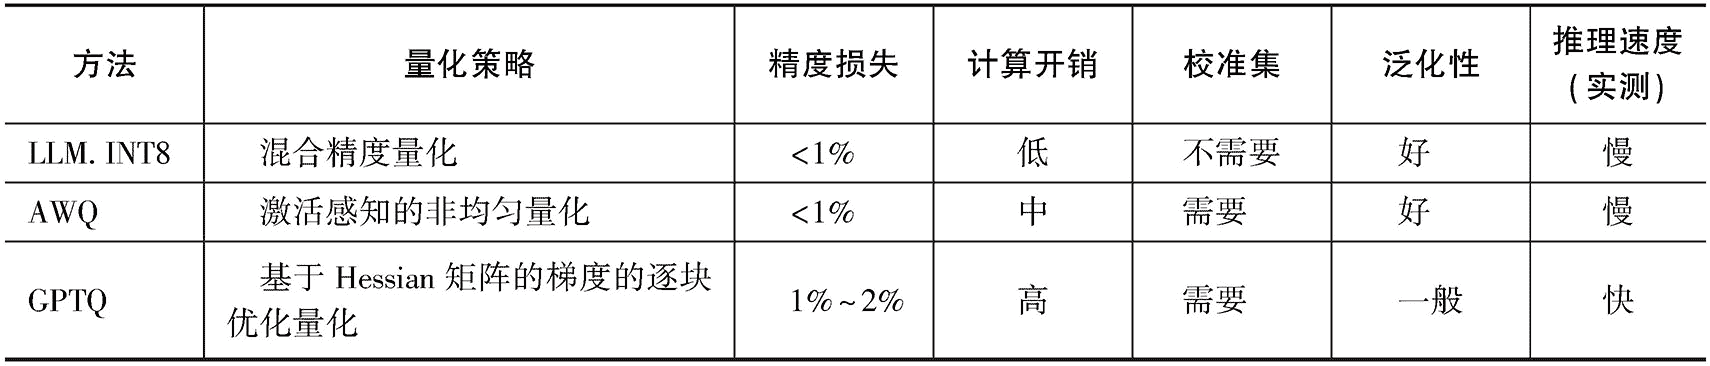 方法 量化策略 精度损失 计算开销 校准集 泛化性 推理速度
(实测)
LLM. INT8 混合精度量化 <1% 低 不需要 好 慢
AWQ 激活感知的非均匀量化 <1% 中 需要 好 慢
GPTQ 基于 Hessian 矩阵的梯度的逐块
优化量化 1%~2% 高 需要 一般 快